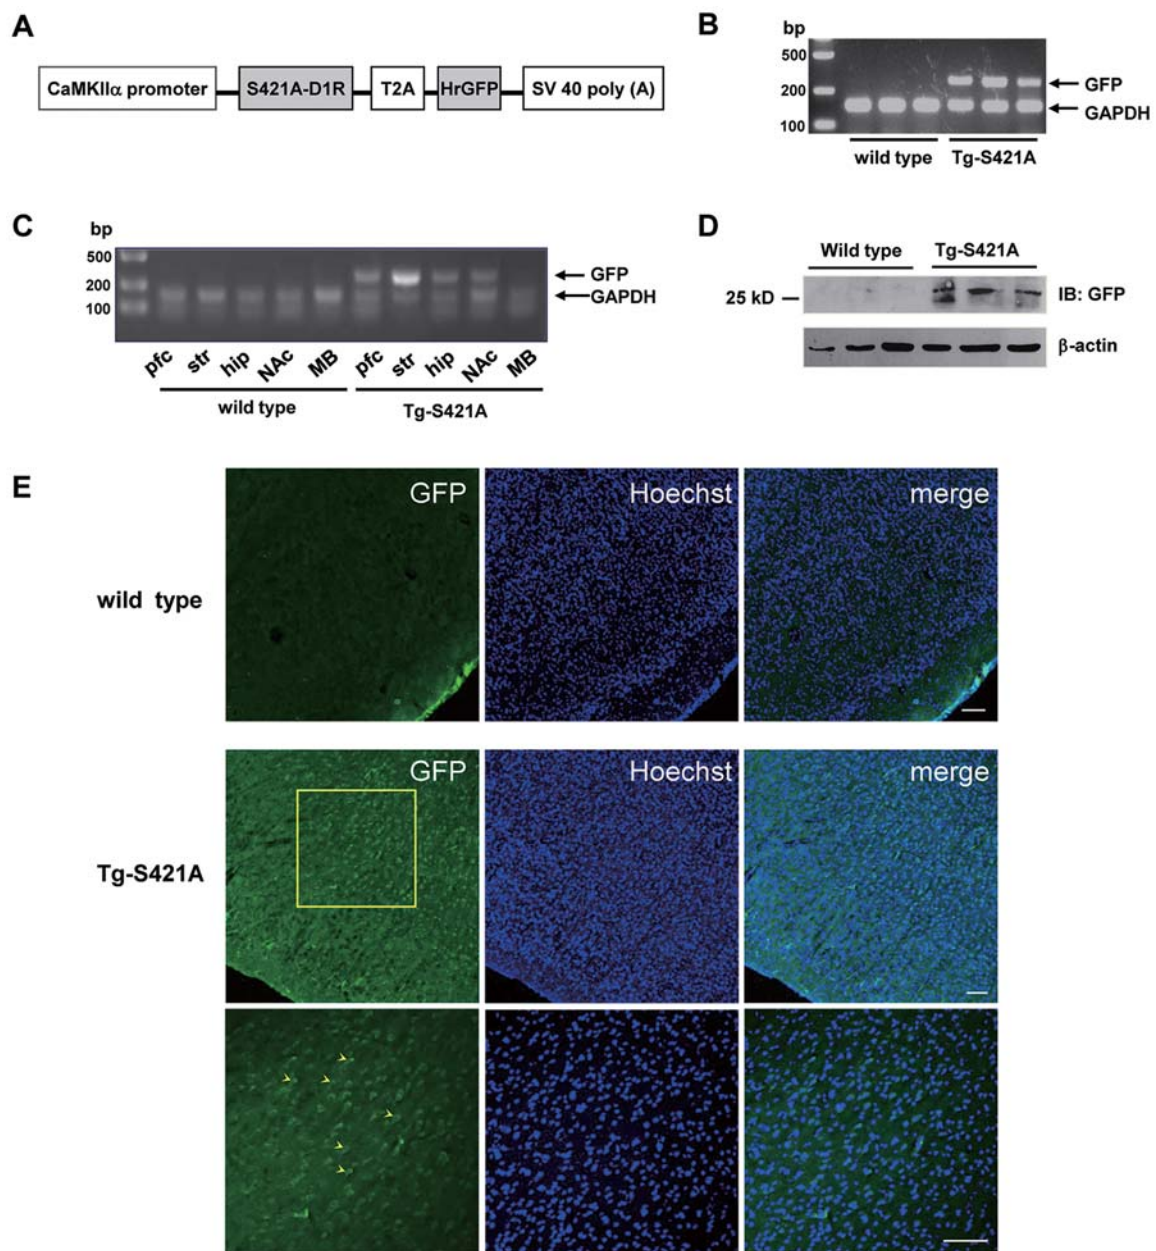 A
CaMKIIα promoter S421A-D1R T2A HrGFP SV 40 poly (A)
B
bp
500
200
100
GFP
GAPDH
wild type Tg-S421A
C
bp
500
200
100
GFP
GAPDH
pfc str hip NAc MB pfc str hip NAc MB
wild type Tg-S421A
D
Wild type Tg-S421A
25 kD
IB: GFP
β-actin
E
GFP Hoechst merge
wild type
GFP Hoechst merge
Tg-S421A